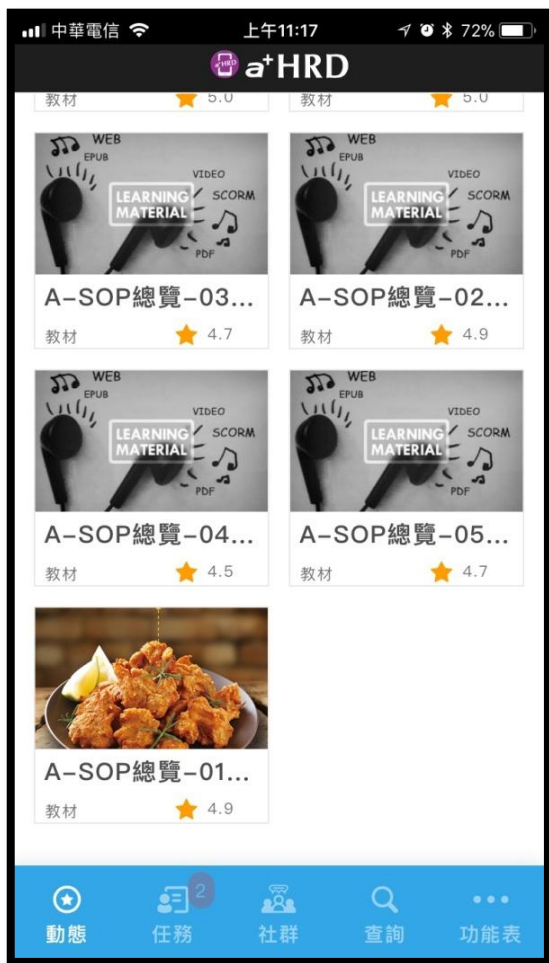 中華電信
上午11:17
72%
a+HRD
教材 5.0
教材 5.0
WEB
EPUB
VIDEO
LEARNING
MATERIAL
SCORM
PDF
A-SOP總覽-03...
教材 4.7
WEB
EPUB
VIDEO
LEARNING
MATERIAL
SCORM
PDF
A-SOP總覽-02...
教材 4.9
WEB
EPUB
VIDEO
LEARNING
MATERIAL
SCORM
PDF
A-SOP總覽-04...
教材 4.5
WEB
EPUB
VIDEO
LEARNING
MATERIAL
SCORM
PDF
A-SOP總覽-05...
教材 4.7
A-SOP總覽-01...
教材 4.9
動態
2
任務
社群
查詢
功能表